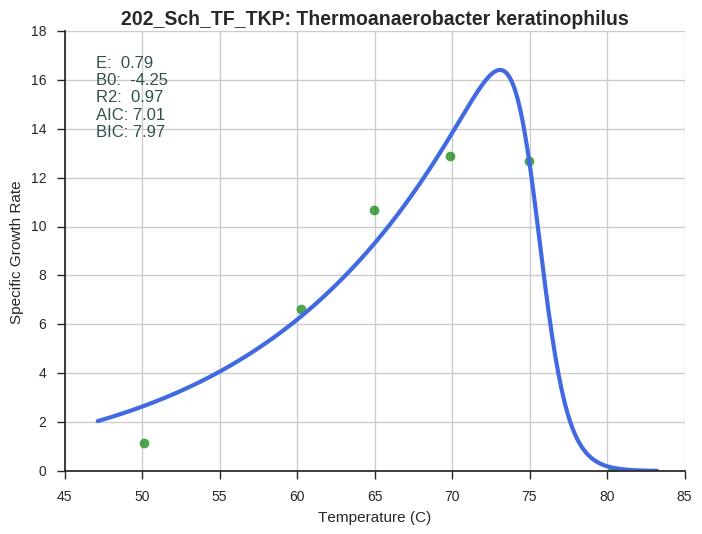 202_Sch_TF_TKP: Thermoanaerobacter keratinophilus
E:  0.79
B0:  -4.25
R2:  0.97
AIC: 7.01
BIC: 7.97
Specific Growth Rate
18
16
14
12
10
8
6
4
2
0
45 50 55 60 65 70 75 80 85
Temperature (C)